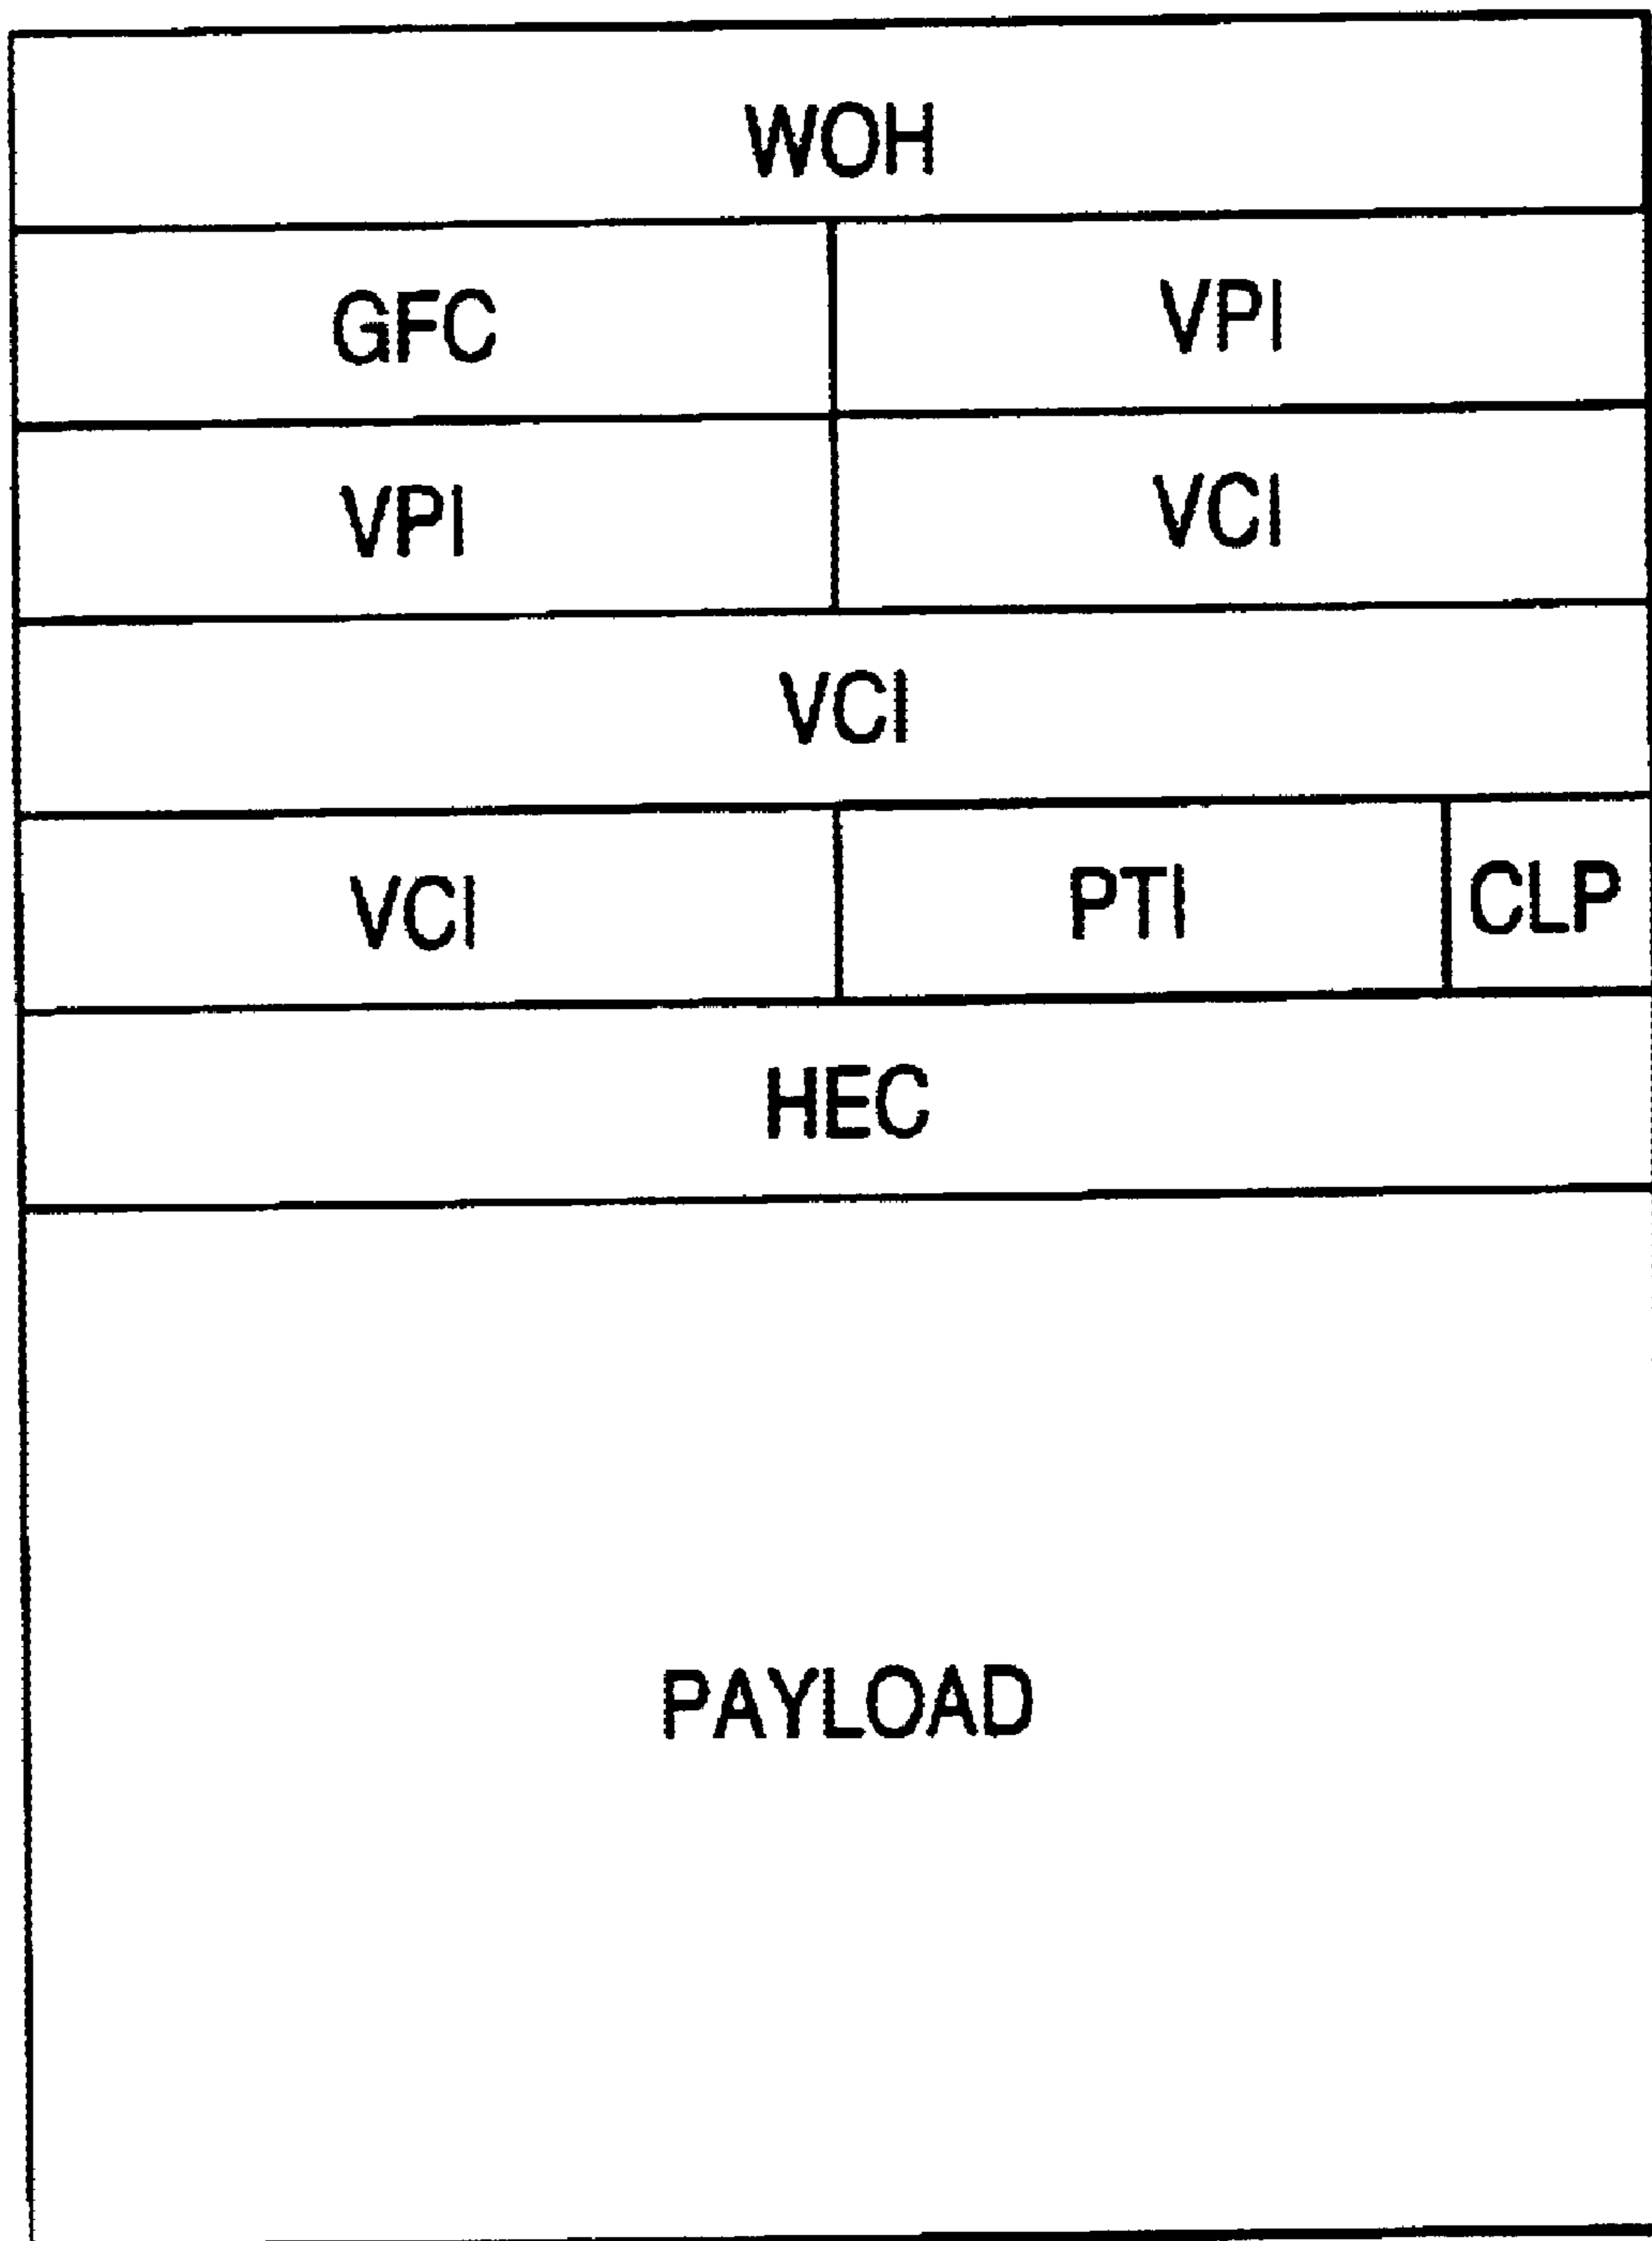 WOH
GFC VPI
VPI VCI
VCI
VCI PTI CLP
HEC
PAYLOAD